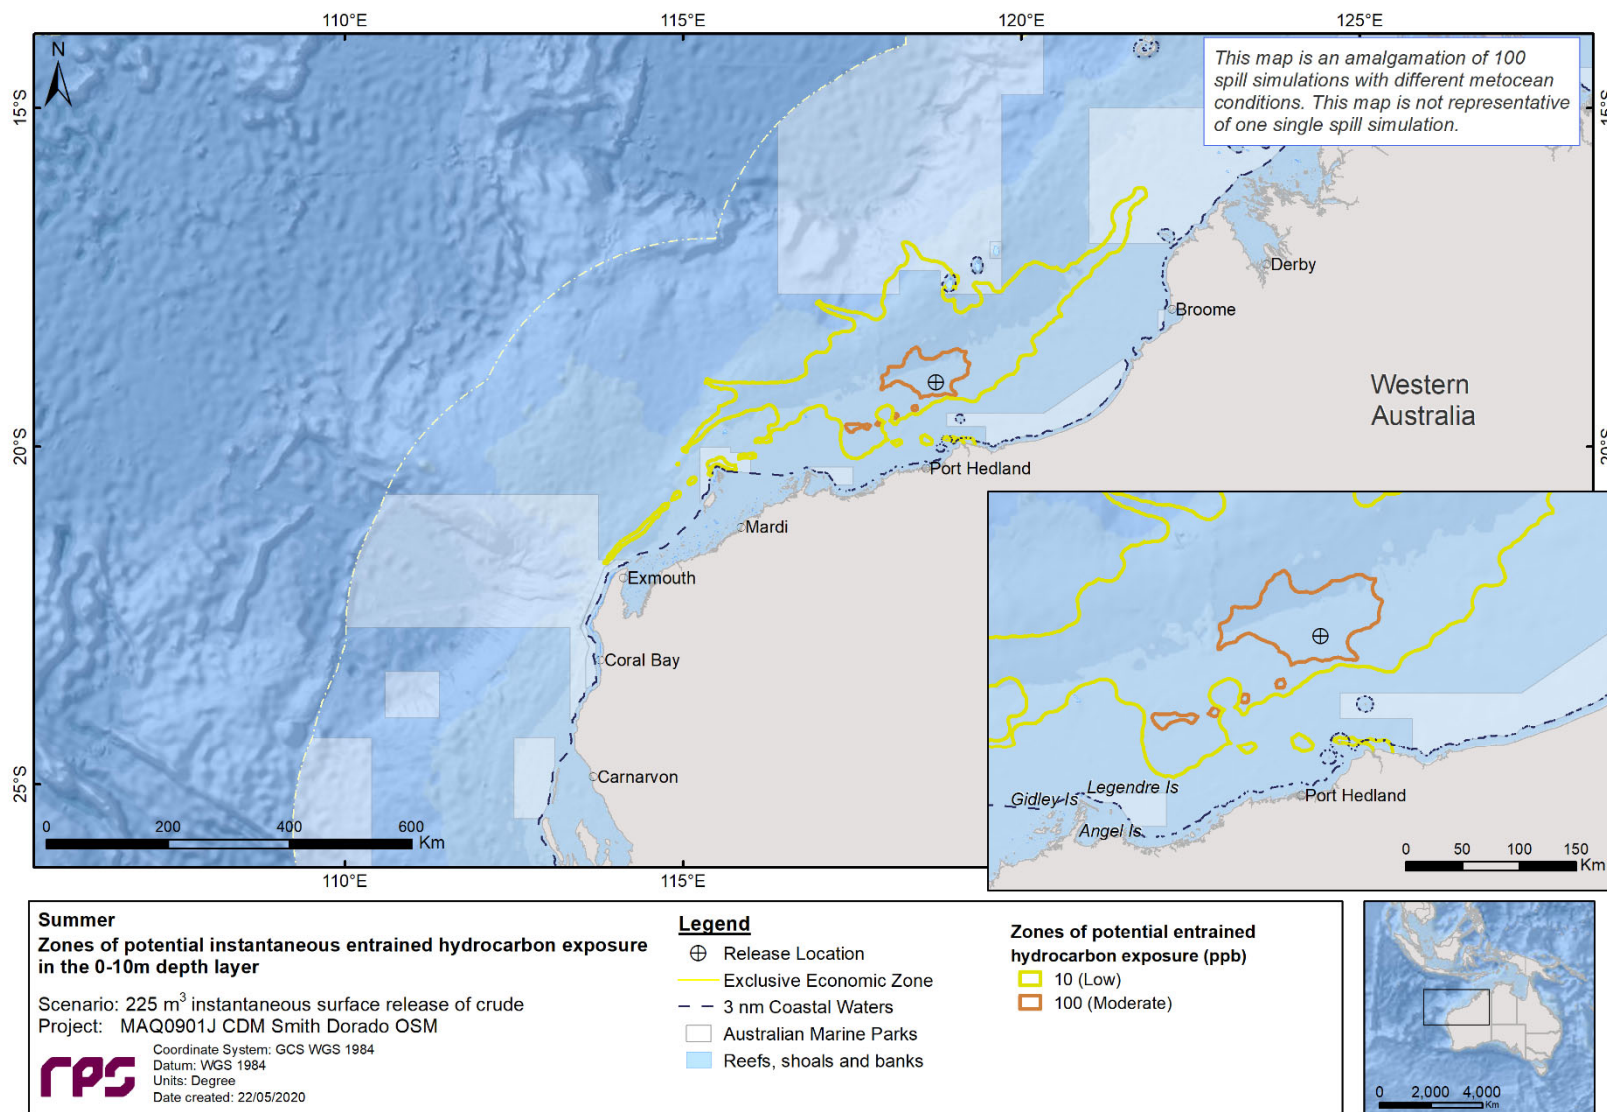 110°E
115°E
120°E
125°E
N
This map is an amalgamation of 100
spill simulations with different metocean
conditions. This map is not representative
of one single spill simulation.
15°S
15°S
Derby
Broome
Western
Australia
20°S
20°S
Port Hedland
Mardi
Exmouth
Coral Bay
Carnarvon
25°S
0 200 400 600
Km
Legendre Is
Gidley Is
Angel Is
Port Hedland
0 50 100 150
Km
110°E
115°E
Summer
Zones of potential instantaneous entrained hydrocarbon exposure
in the 0-10m depth layer
Scenario: 225 m³ instantaneous surface release of crude
Project: MAQ0901J CDM Smith Dorado OSM
rps
Coordinate System: GCS WGS 1984
Datum: WGS 1984
Units: Degree
Date created: 22/05/2020
Legend
Release Location
Exclusive Economic Zone
3 nm Coastal Waters
Australian Marine Parks
Reefs, shoals and banks
Zones of potential entrained
hydrocarbon exposure (ppb)
10 (Low)
100 (Moderate)
0 2,000 4,000
Km